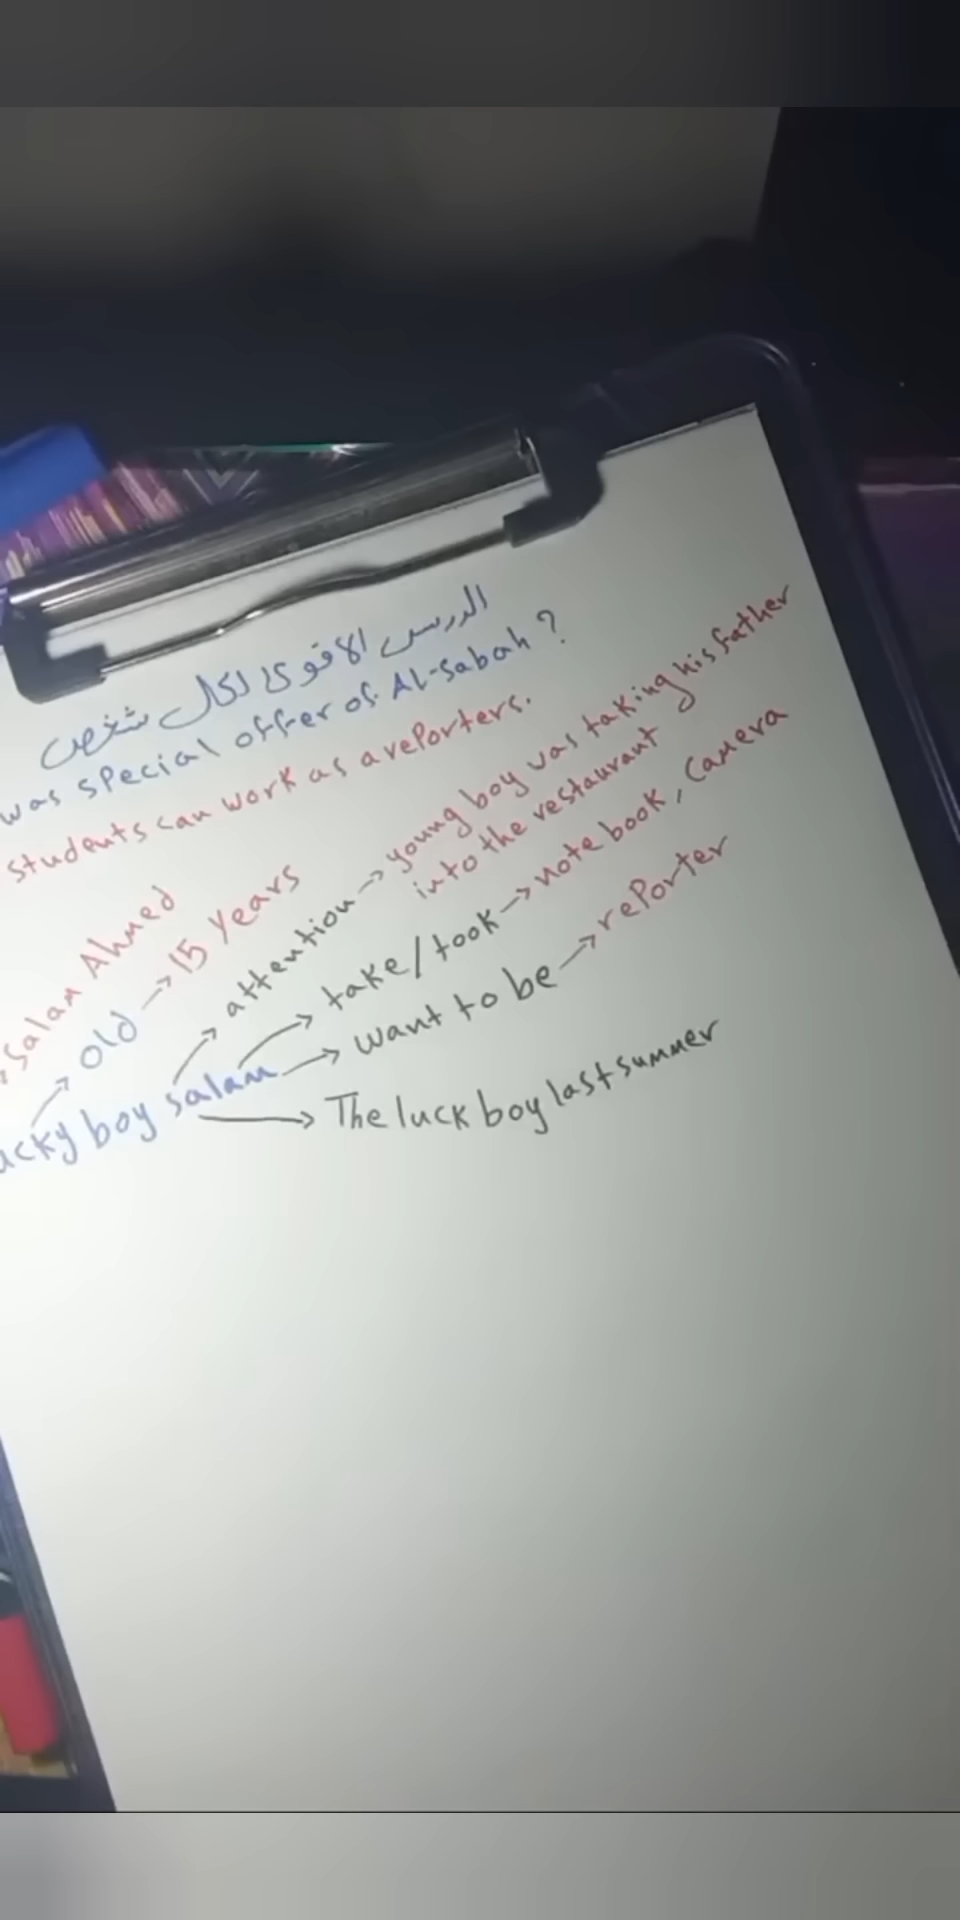 الدرس الاقوى لكل شخص
was special offer of Al-Sabah ?
students can work as a reporters.
salam Ahmed
old → 15 years
attention → young boy was taking his father
into the restaurant
take / took → note book, camera
boy salam → want to be → reporter
→ The luck boy last summer